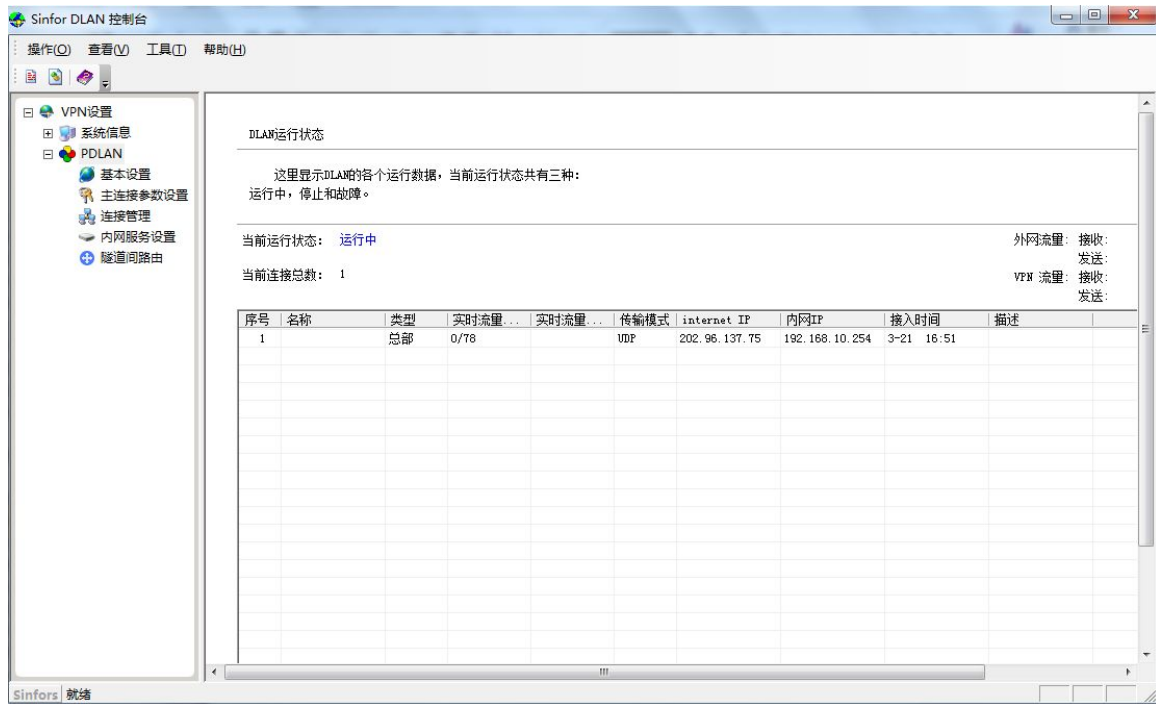 Sinfor DLAN 控制台
操作(O) 查看(V) 工具(T) 帮助(H)
VPN设置
系统信息
PDLAN
基本设置
主连接参数设置
连接管理
内网服务设置
隧道间路由
DLAN运行状态
这里显示DLAN的各个运行数据，当前运行状态共有三种：
运行中，停止和故障。
当前运行状态： 运行中
外网流量： 接收：
发送：
当前连接总数： 1
VPN 流量： 接收：
发送：
序号 名称 类型 实时流量... 实时流量... 传输模式 internet IP 内网IP 接入时间 描述
1 总部 0/78 UDP 202.96.137.75 192.168.10.254 3-21 16:51
Sinfors 就绪